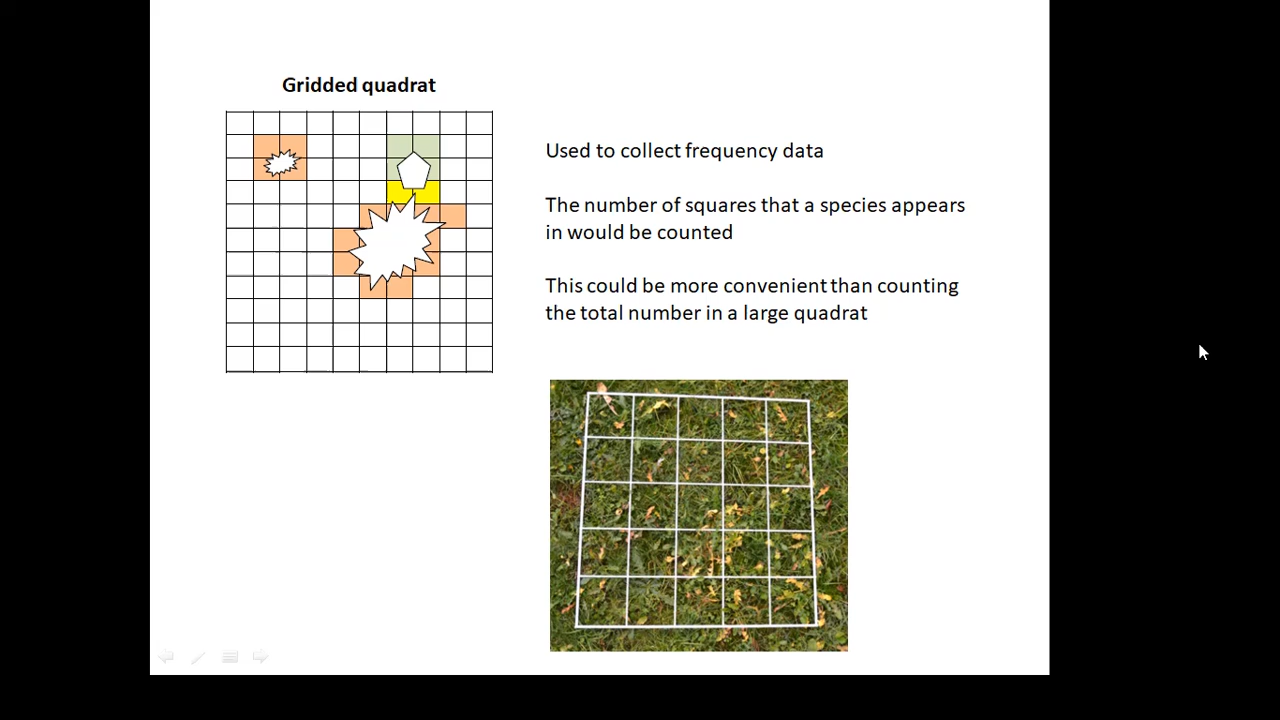 Gridded quadrat
Used to collect frequency data
The number of squares that a species appears
in would be counted
This could be more convenient than counting
the total number in a large quadrat